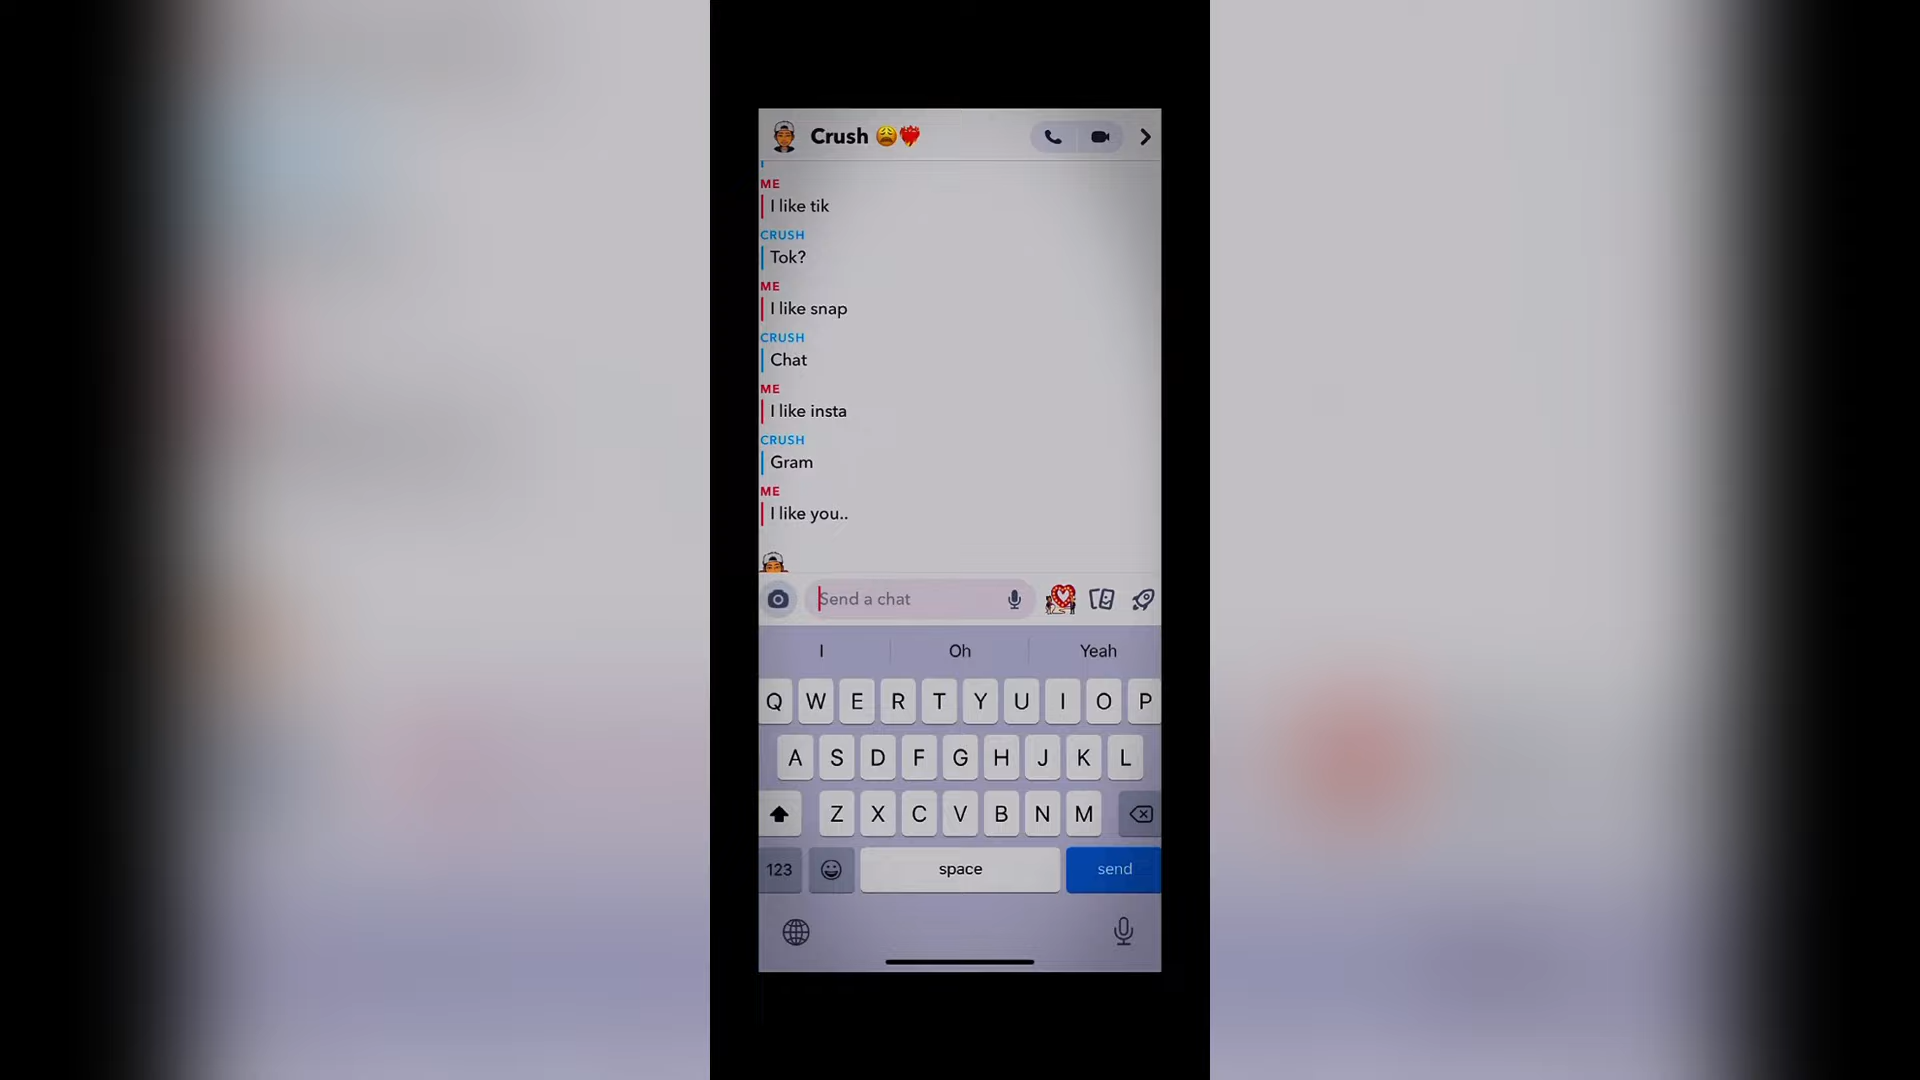 Crush 😩❤️‍🔥
ME
I like tik
CRUSH
Tok?
ME
I like snap
CRUSH
Chat
ME
I like insta
CRUSH
Gram
ME
I like you..
Send a chat
I Oh Yeah
Q W E R T Y U I O P
A S D F G H J K L
Z X C V B N M
123 space send